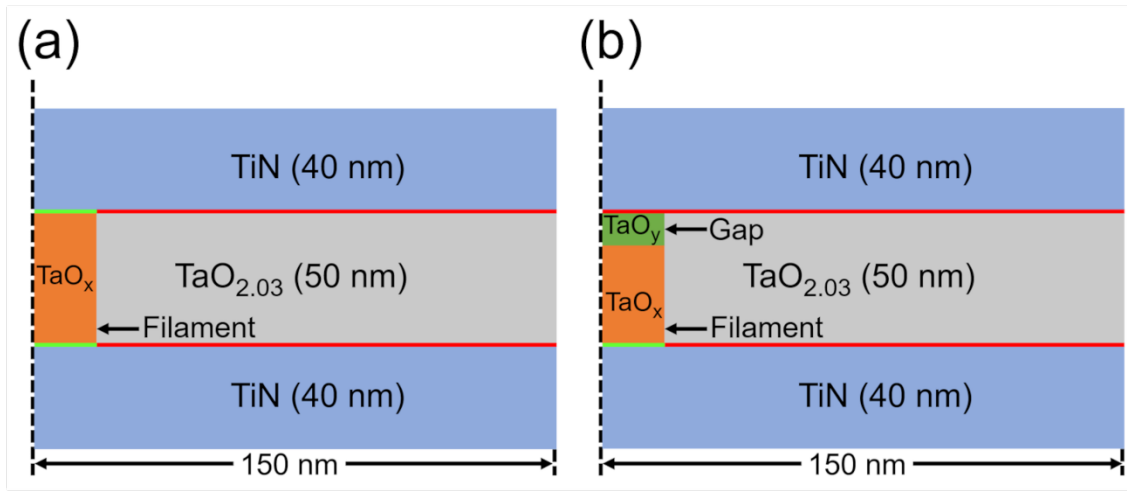 (a)
TiN (40 nm)
TaOₓ
TaO₂.₀₃ (50 nm)
Filament
TiN (40 nm)
150 nm
(b)
TiN (40 nm)
TaOᵧ
Gap
TaO₂.₀₃ (50 nm)
TaOₓ
Filament
TiN (40 nm)
150 nm